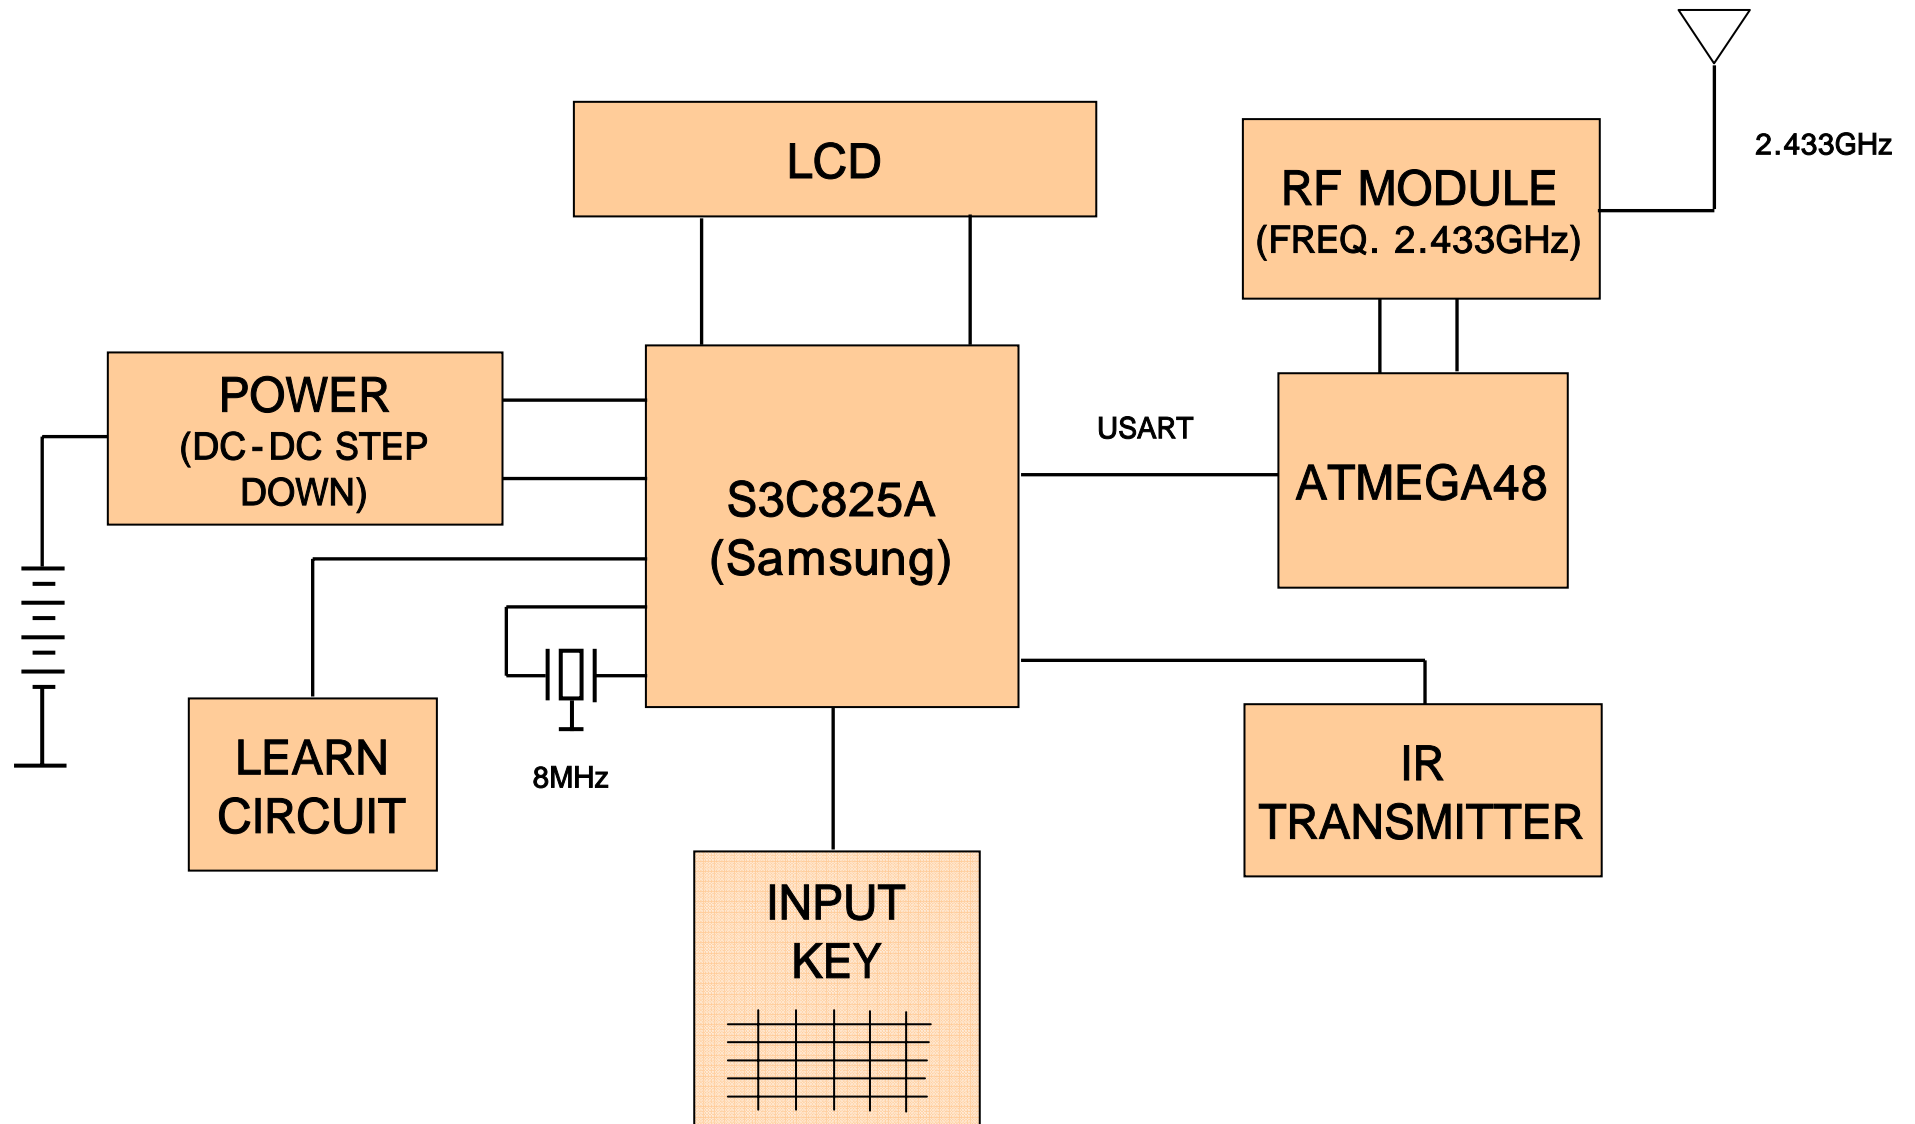 LCD
RF MODULE
(FREQ. 2.433GHz)
2.433GHz
POWER
(DC-DC STEP
DOWN)
S3C825A
(Samsung)
USART
ATMEGA48
LEARN
CIRCUIT
8MHz
IR
TRANSMITTER
INPUT
KEY